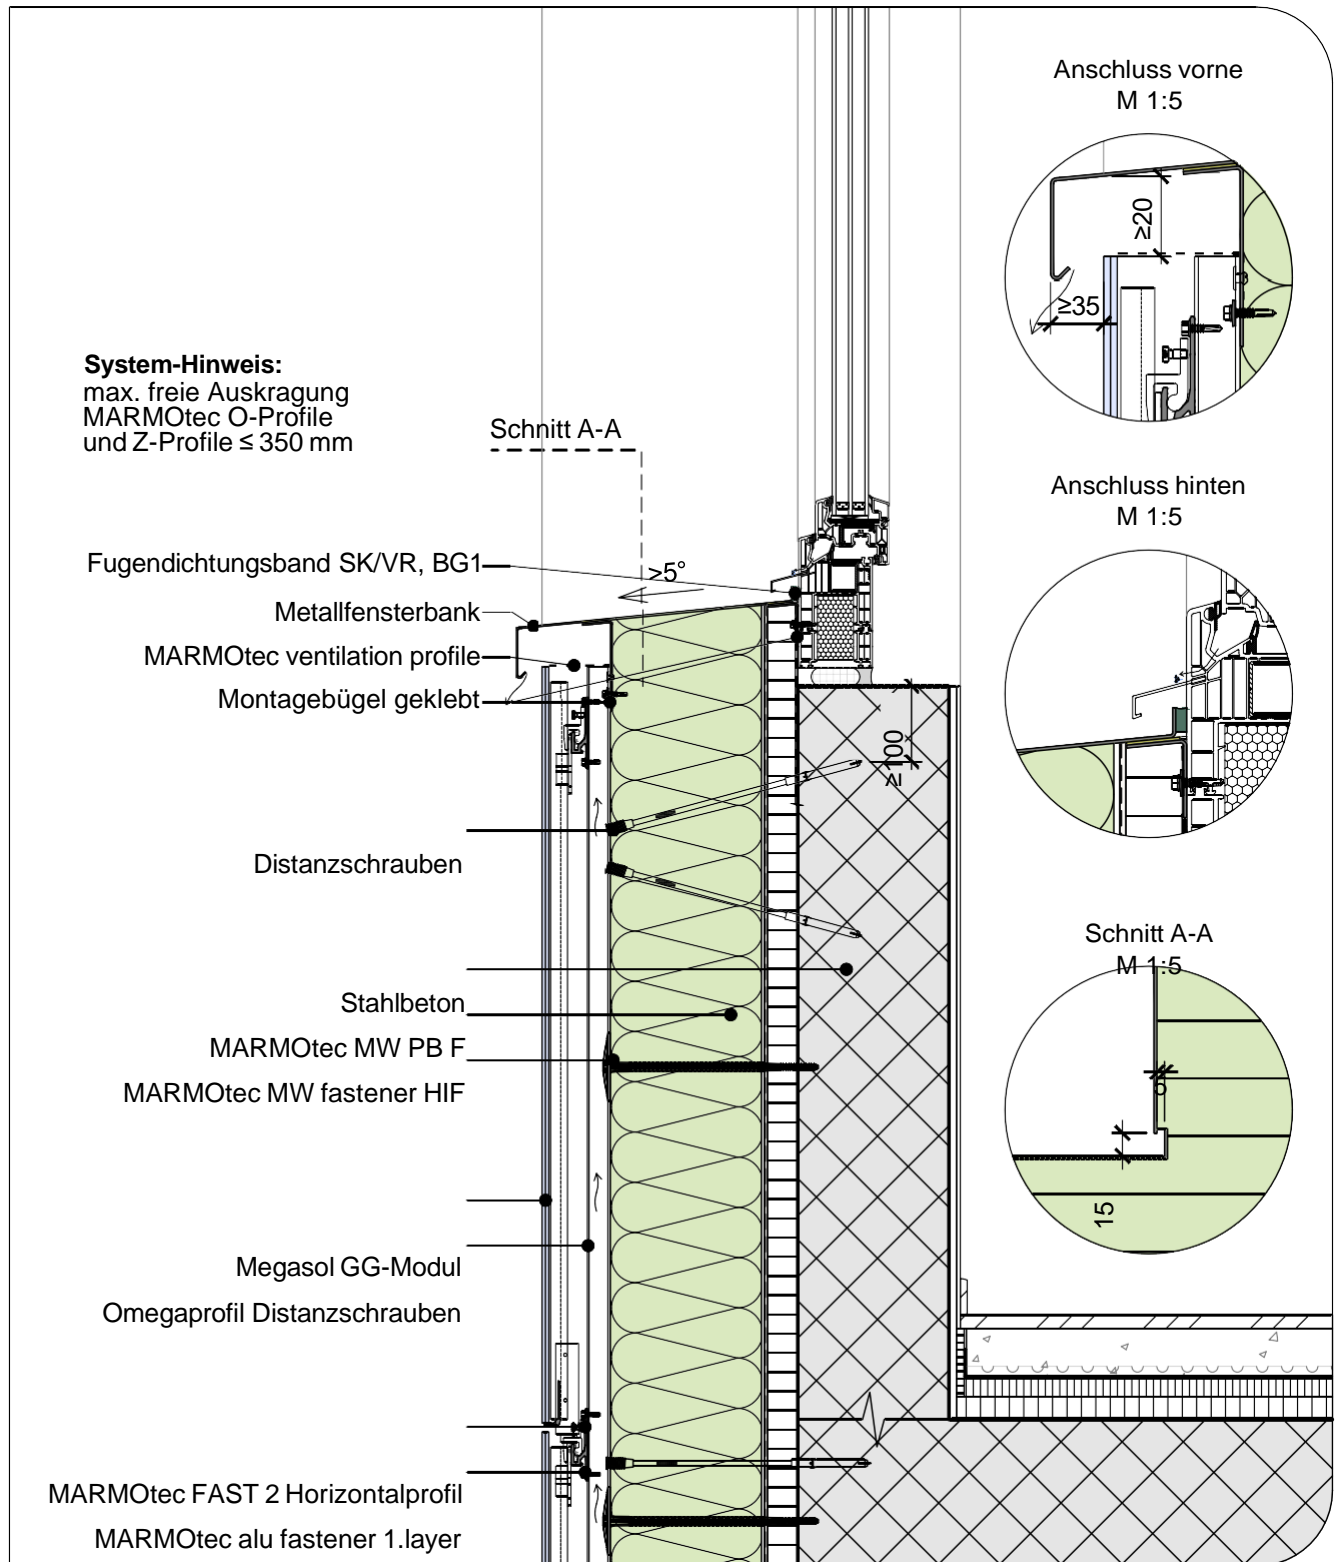 Anschluss vorne
M 1:5
≥20
≥35
System-Hinweis:
max. freie Auskragung
MARMOtec O-Profile
und Z-Profile ≤ 350 mm
Schnitt A-A
Anschluss hinten
M 1:5
Fugendichtungsband SK/VR, BG1
>5°
Metallfensterbank
MARMOtec ventilation profile
Montagebügel geklebt
≥100
Distanzschrauben
Schnitt A-A
M 1:5
Stahlbeton
MARMOtec MW PB F
MARMOtec MW fastener HIF
5
15
Megasol GG-Modul
Omegaprofil Distanzschrauben
MARMOtec FAST 2 Horizontalprofil
MARMOtec alu fastener 1.layer